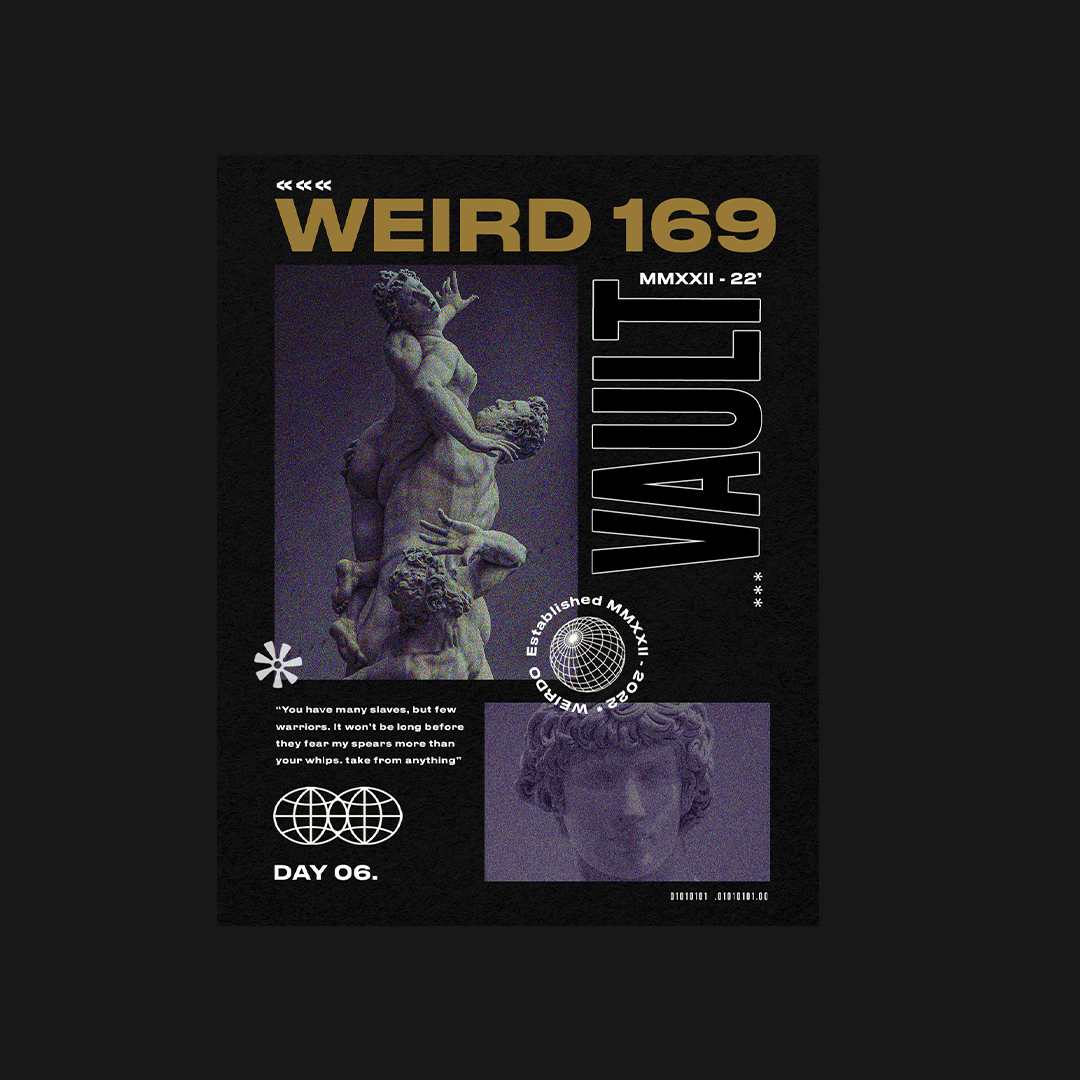 ‹‹ ‹‹ ‹‹
WEIRD 169
MMXXII - 22’
VAULT
***
Established MMXXII - 2022 * WEIRDO
“You have many slaves, but few
warriors. It won’t be long before
they fear my spears more than
your whips. take from anything”
DAY 06.
01010101 .01010101.00